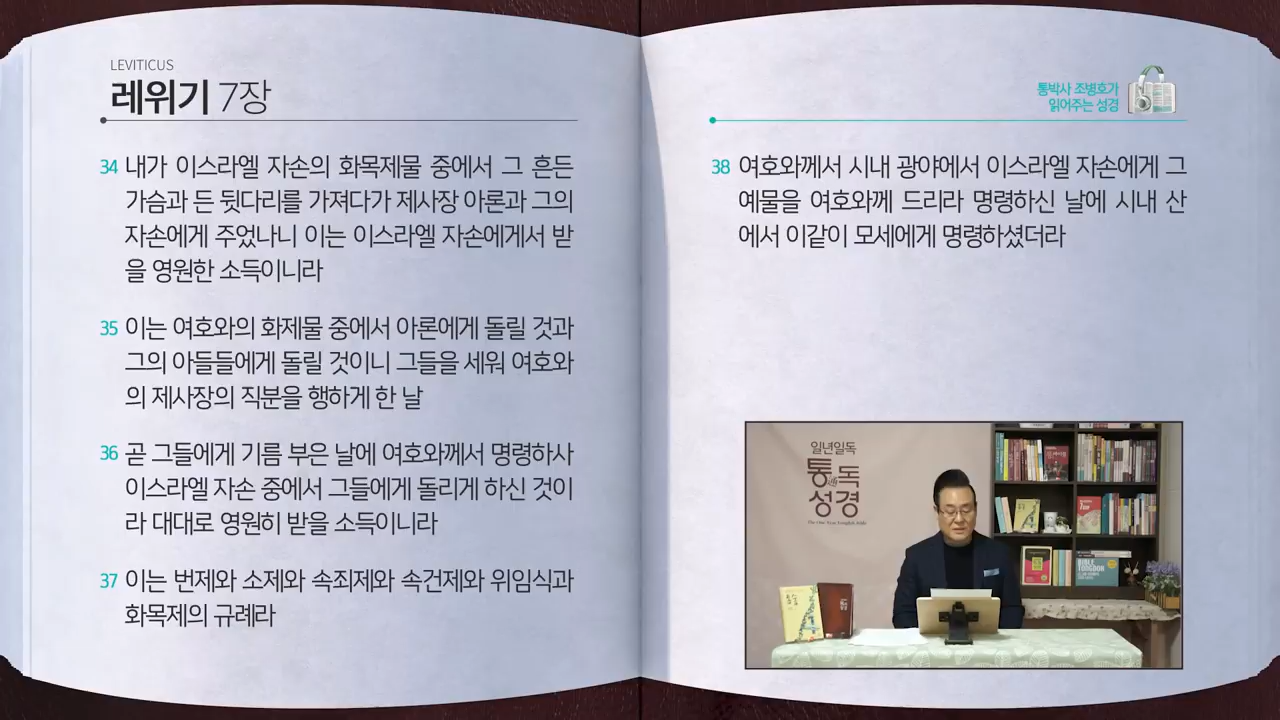 LEVITICUS
레위기 7장
34 내가 이스라엘 자손의 화목제물 중에서 그 흔든
가슴과 든 뒷다리를 가져다가 제사장 아론과 그의
자손에게 주었나니 이는 이스라엘 자손에게서 받
을 영원한 소득이니라
35 이는 여호와의 화제물 중에서 아론에게 돌릴 것과
그의 아들들에게 돌릴 것이니 그들을 세워 여호와
의 제사장의 직분을 행하게 한 날
36 곧 그들에게 기름 부은 날에 여호와께서 명령하사
이스라엘 자손 중에서 그들에게 돌리게 하신 것이
라 대대로 영원히 받을 소득이니라
37 이는 번제와 소제와 속죄제와 속건제와 위임식과
화목제의 규례라
통박사 조병호가
읽어주는 성경
38 여호와께서 시내 광야에서 이스라엘 자손에게 그
예물을 여호와께 드리라 명령하신 날에 시내 산
에서 이같이 모세에게 명령하셨더라
일년일독
통독
성경
BIBLE
TONGDOK